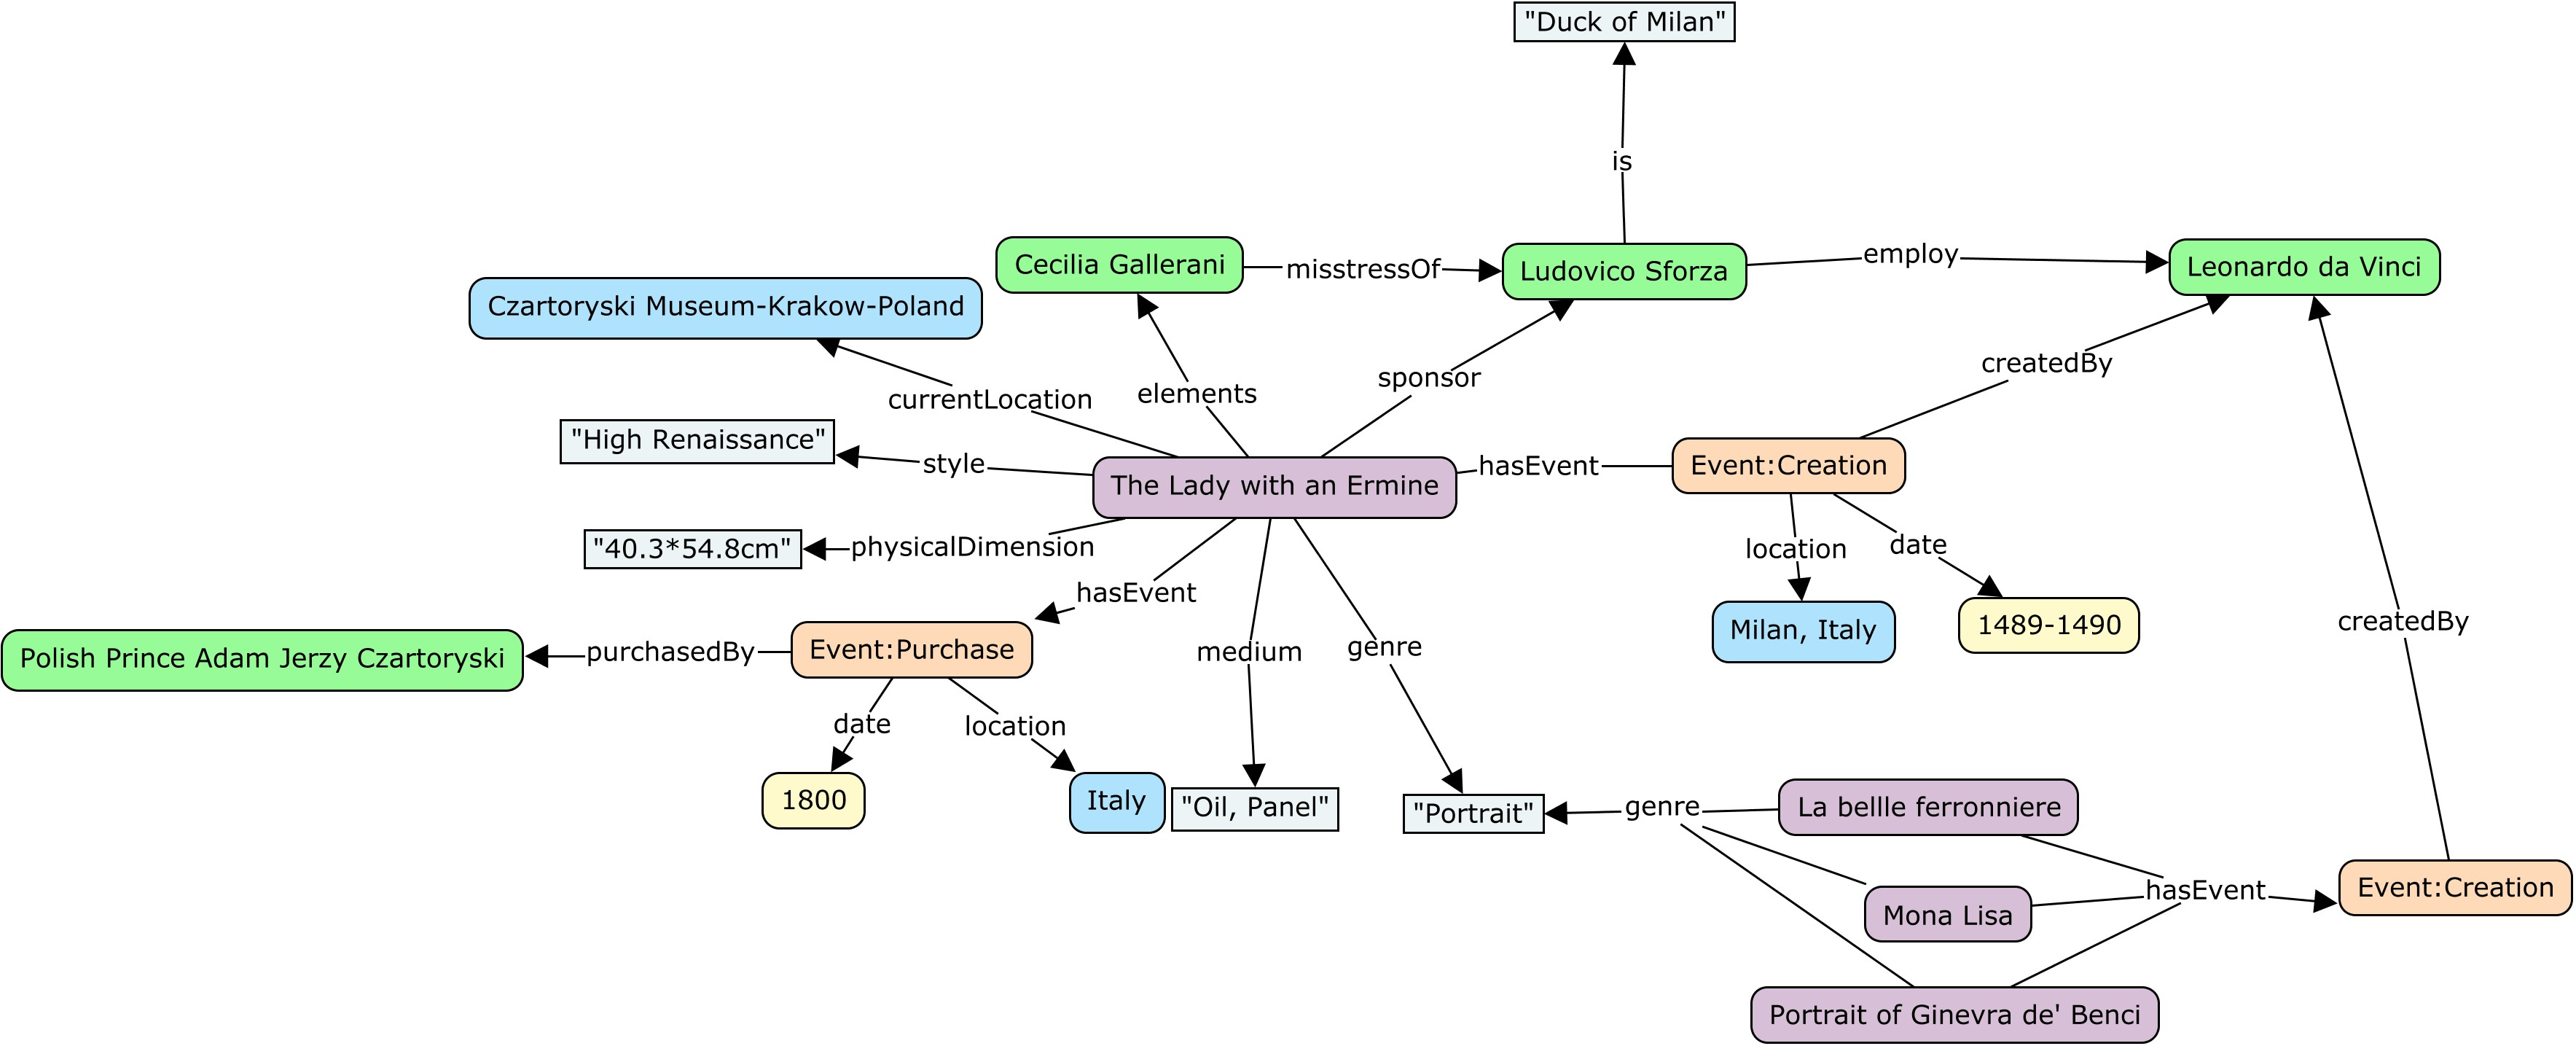 "Duck of Milan"
is
Cecilia Gallerani
misstressOf
Ludovico Sforza
employ
Leonardo da Vinci
Czartoryski Museum-Krakow-Poland
currentLocation
elements
sponsor
createdBy
"High Renaissance"
style
The Lady with an Ermine
hasEvent
Event:Creation
"40.3*54.8cm"
physicalDimension
location
date
hasEvent
Milan, Italy
1489-1490
createdBy
Polish Prince Adam Jerzy Czartoryski
purchasedBy
Event:Purchase
medium
genre
date
location
1800
Italy
"Oil, Panel"
"Portrait"
genre
La bellle ferronniere
Mona Lisa
hasEvent
Event:Creation
Portrait of Ginevra de' Benci